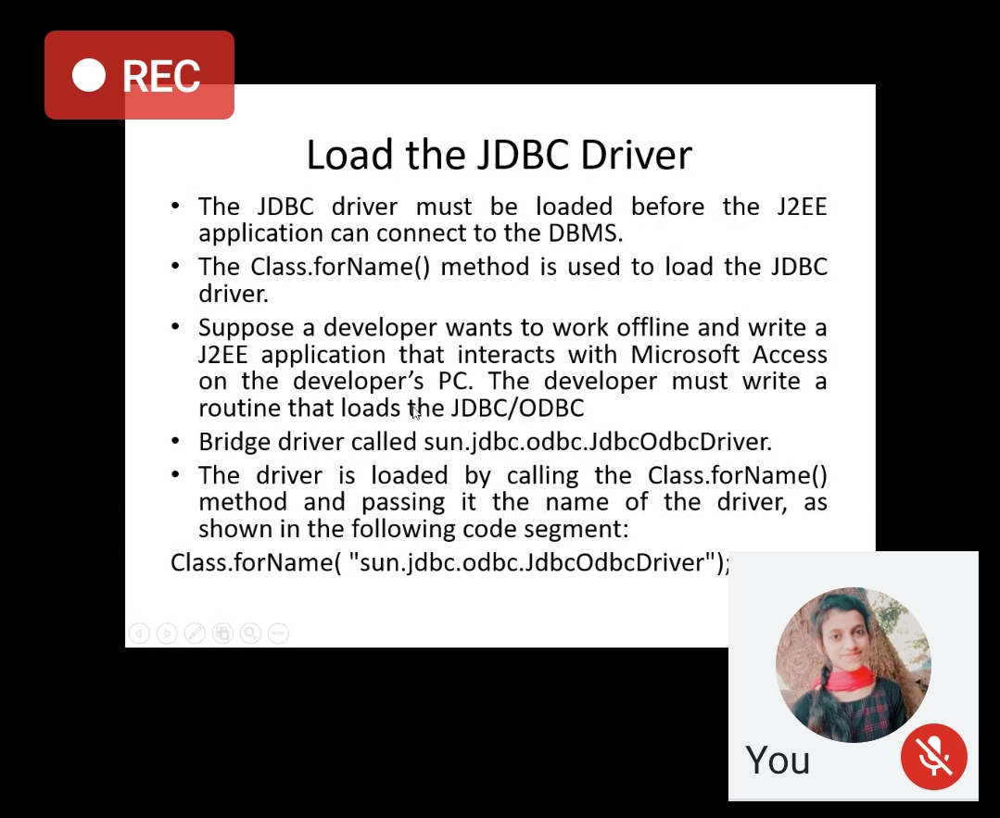 REC
Load the JDBC Driver
• The JDBC driver must be loaded before the J2EE
application can connect to the DBMS.
• The Class.forName() method is used to load the JDBC
driver.
• Suppose a developer wants to work offline and write a
J2EE application that interacts with Microsoft Access
on the developer’s PC. The developer must write a
routine that loads the JDBC/ODBC
• Bridge driver called sun.jdbc.odbc.JdbcOdbcDriver.
• The driver is loaded by calling the Class.forName()
method and passing it the name of the driver, as
shown in the following code segment:
Class.forName( "sun.jdbc.odbc.JdbcOdbcDriver");
You